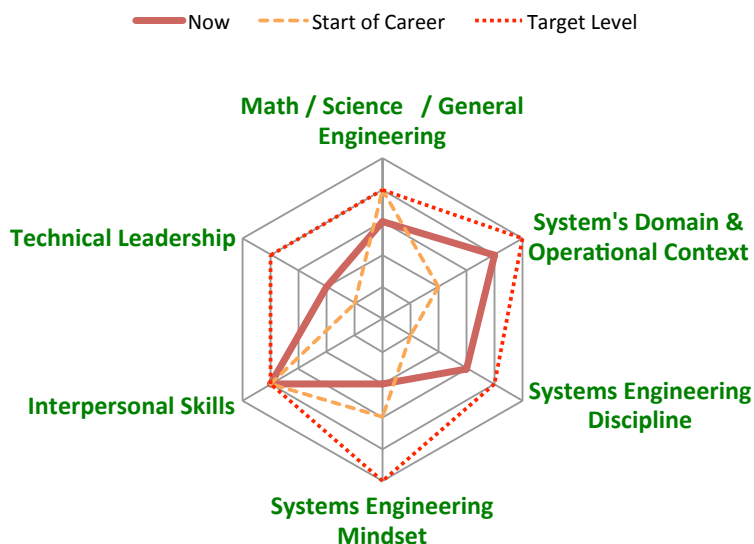 Now Start of Career Target Level
Math / Science / General
Engineering
System's Domain &
Operational Context
Technical Leadership
Interpersonal Skills
Systems Engineering
Discipline
Systems Engineering
Mindset